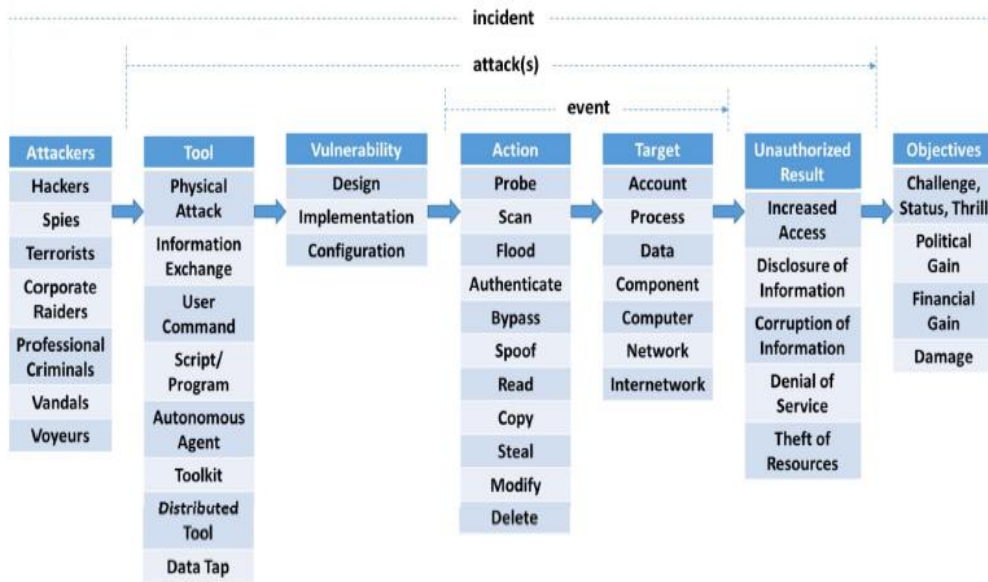 incident
attack(s)
event
Attackers
Hackers
Spies
Terrorists
Corporate
Raiders
Professional
Criminals
Vandals
Voyeurs
Tool
Physical
Attack
Information
Exchange
User
Command
Script/
Program
Autonomous
Agent
Toolkit
Distributed
Tool
Data Tap
Vulnerability
Design
Implementation
Configuration
Action
Probe
Scan
Flood
Authenticate
Bypass
Spoof
Read
Copy
Steal
Modify
Delete
Target
Account
Process
Data
Component
Computer
Network
Internetwork
Unauthorized
Result
Increased
Access
Disclosure of
Information
Corruption of
Information
Denial of
Service
Theft of
Resources
Objectives
Challenge,
Status, Thrill
Political
Gain
Financial
Gain
Damage